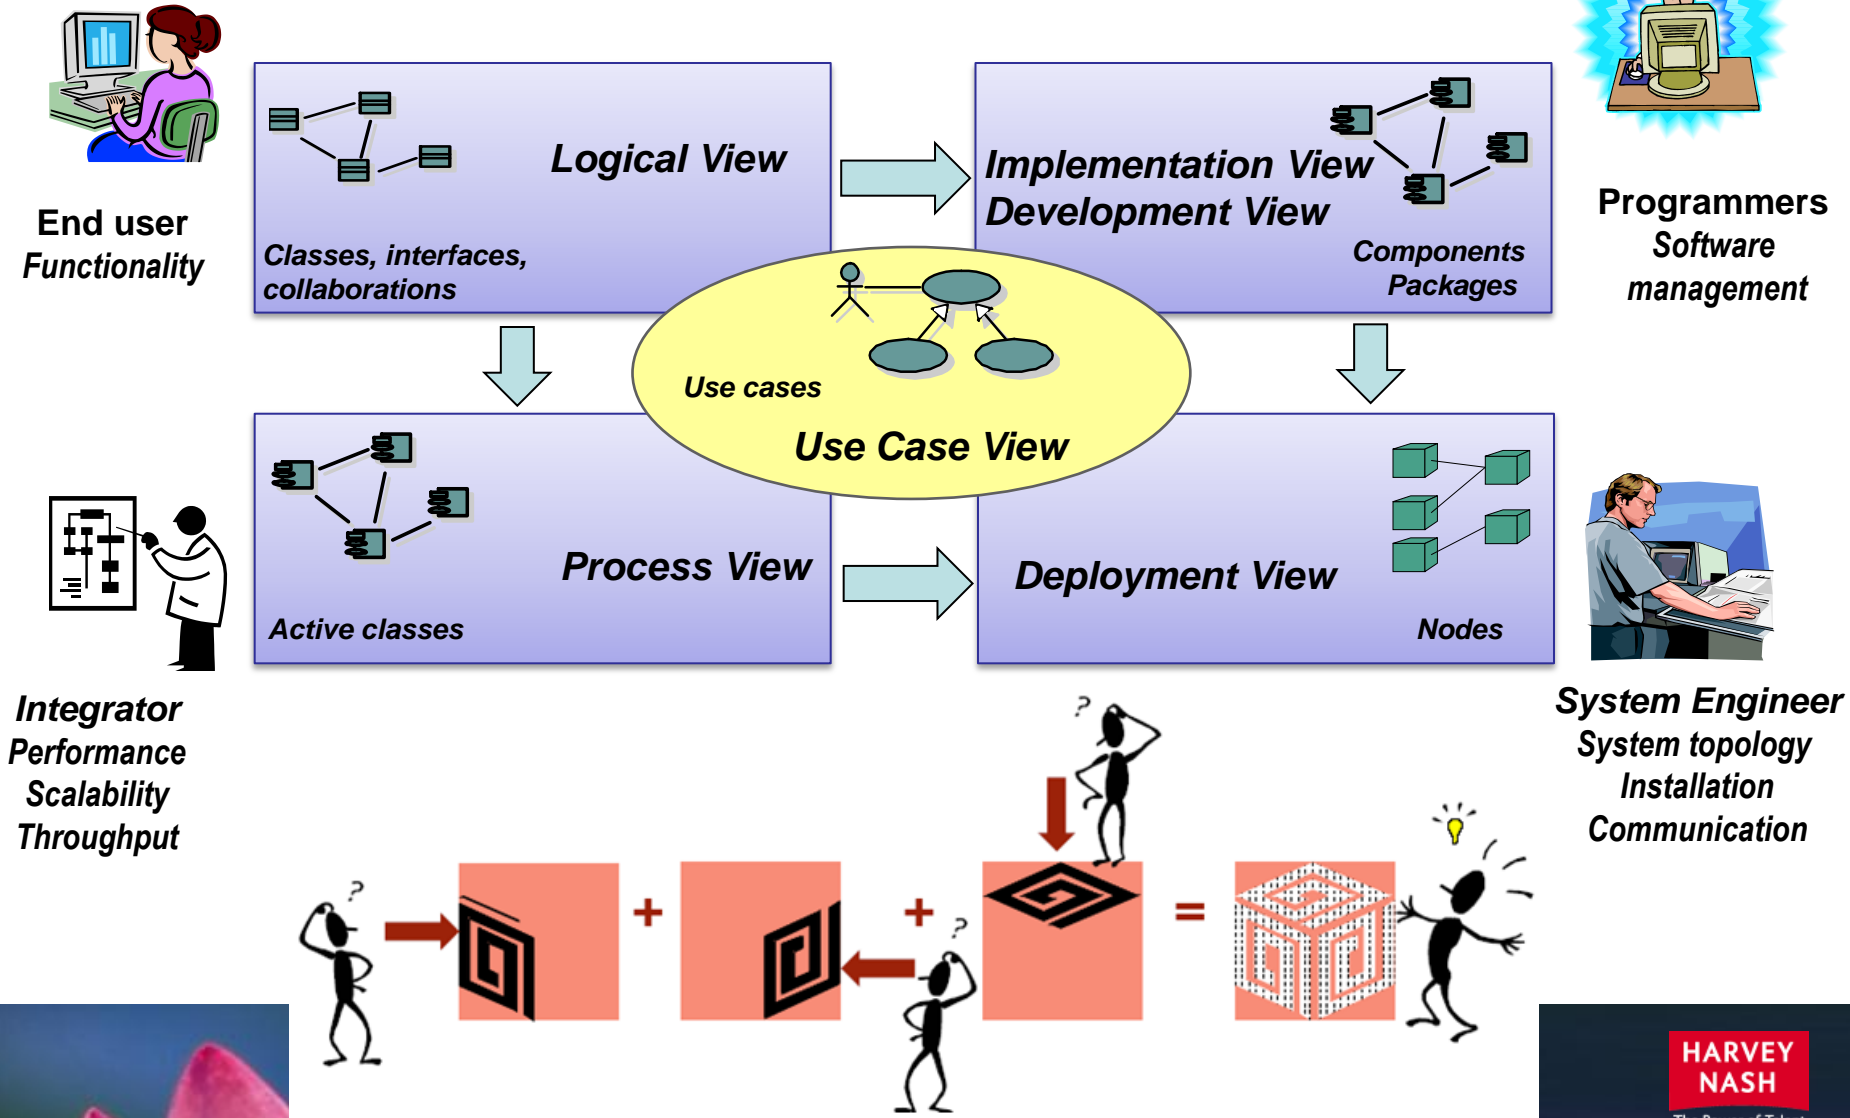 Logical View
Classes, interfaces,
collaborations
Implementation View
Development View
Components
Packages
End user
Functionality
Programmers
Software
management
Use cases
Use Case View
Process View
Active classes
Deployment View
Nodes
Integrator
Performance
Scalability
Throughput
System Engineer
System topology
Installation
Communication
?
?
+
+
?
=
HARVEY
NASH